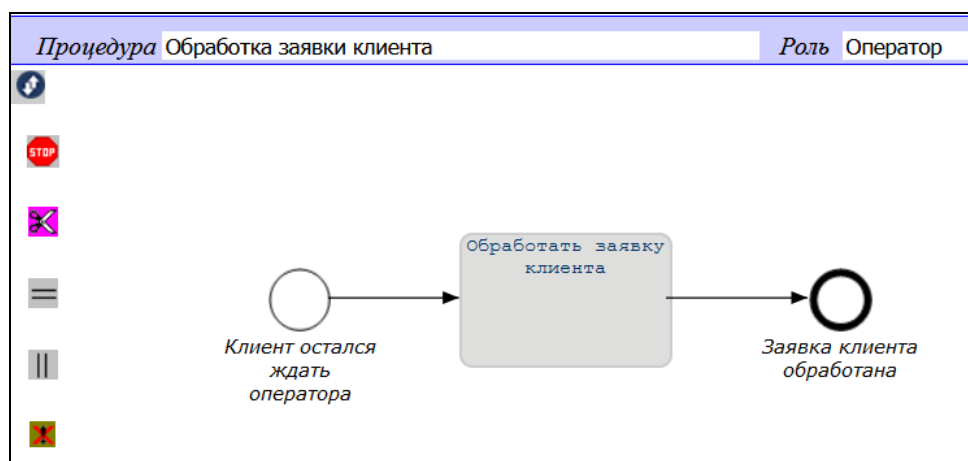 Процедура Обработка заявки клиента Роль Оператор
STOP
Обработать заявку
клиента
Клиент остался
ждать
оператора
Заявка клиента
обработана